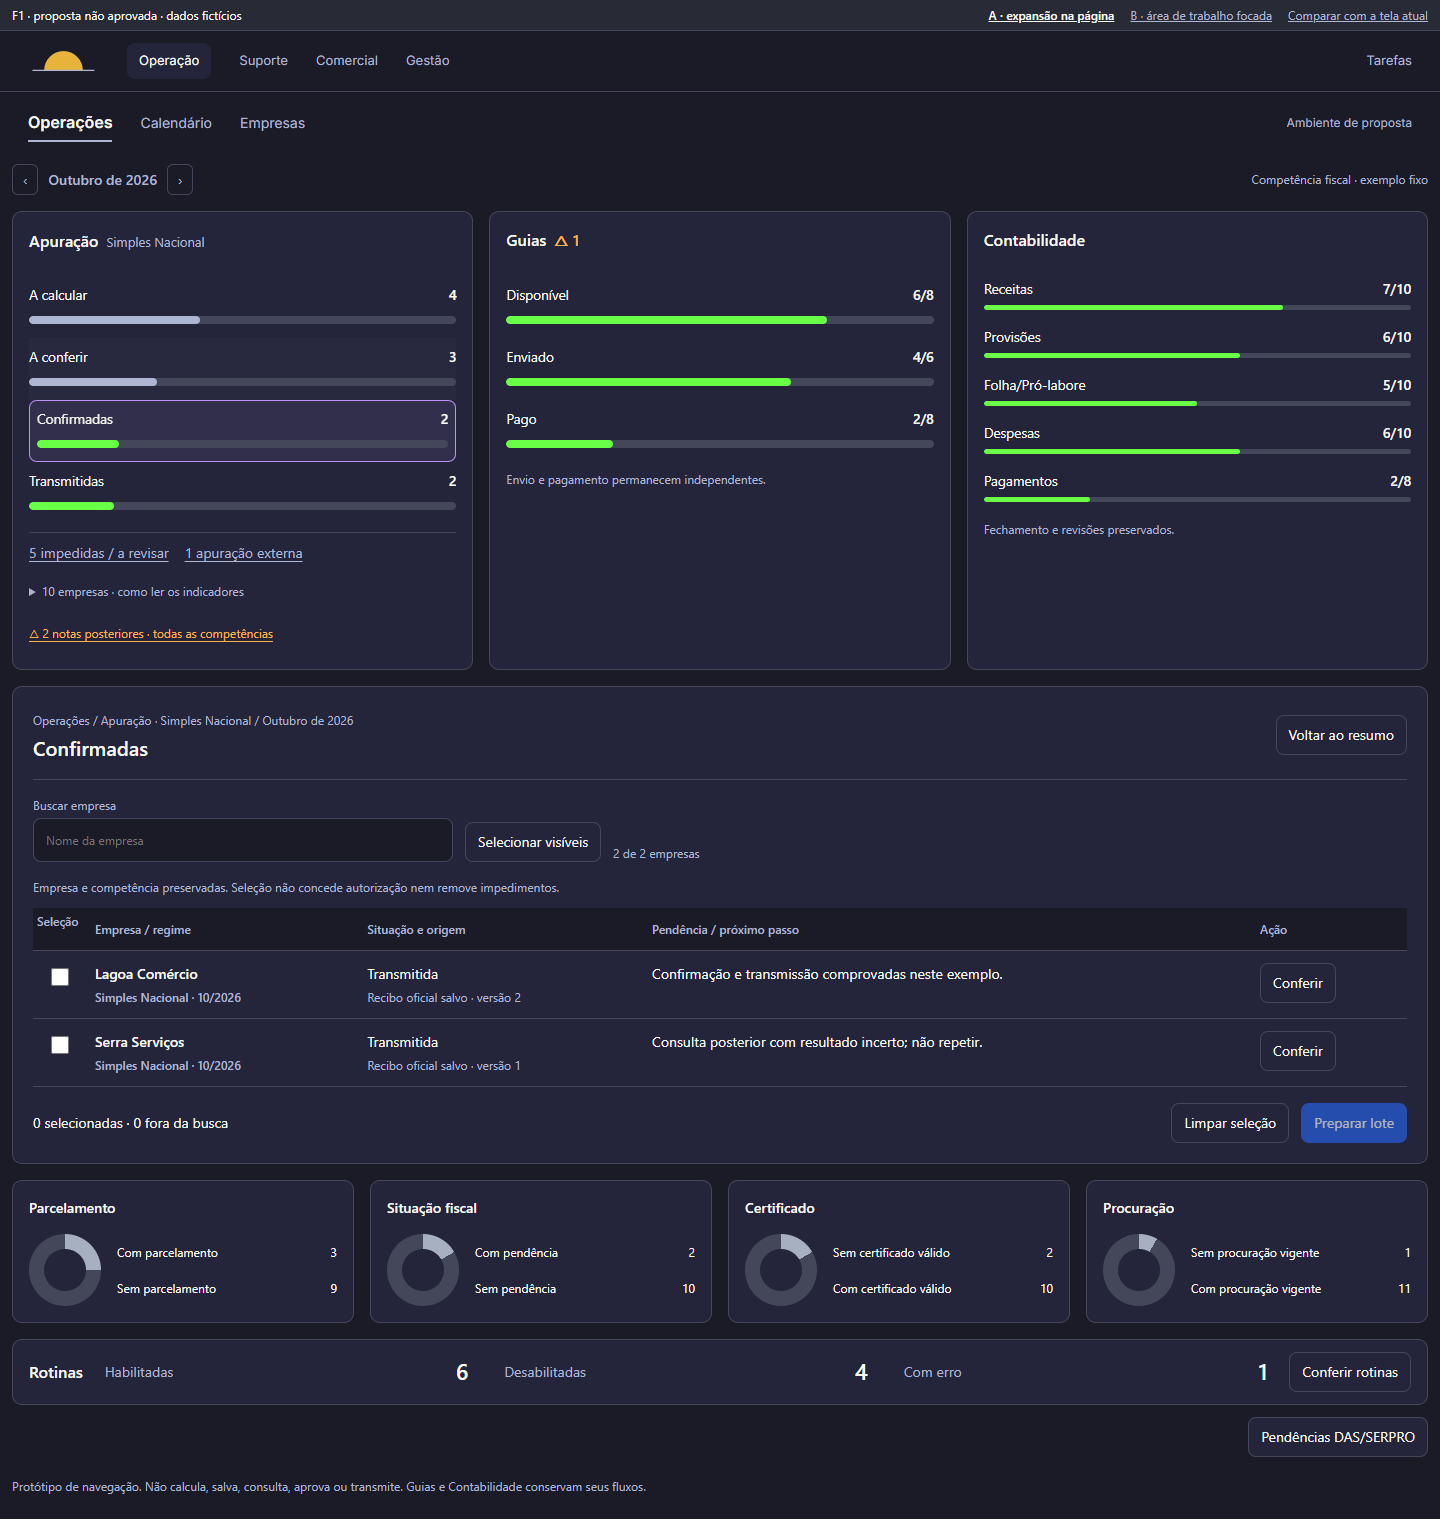 F1 · proposta não aprovada · dados fictícios
A · expansão na página
B · área de trabalho focada
Comparar com a tela atual
Operação
Suporte
Comercial
Gestão
Tarefas
Operações
Calendário
Empresas
Ambiente de proposta
‹
Outubro de 2026
›
Competência fiscal · exemplo fixo
Apuração Simples Nacional
A calcular 4
A conferir 3
Confirmadas 2
Transmitidas 2
5 impedidas / a revisar
1 apuração externa
▶ 10 empresas · como ler os indicadores
△ 2 notas posteriores · todas as competências
Guias △ 1
Disponível 6/8
Enviado 4/6
Pago 2/8
Envio e pagamento permanecem independentes.
Contabilidade
Receitas 7/10
Provisões 6/10
Folha/Pró-labore 5/10
Despesas 6/10
Pagamentos 2/8
Fechamento e revisões preservados.
Operações / Apuração · Simples Nacional / Outubro de 2026
Confirmadas
Voltar ao resumo
Buscar empresa
Nome da empresa
Selecionar visíveis
2 de 2 empresas
Empresa e competência preservadas. Seleção não concede autorização nem remove impedimentos.
Seleção
Empresa / regime
Situação e origem
Pendência / próximo passo
Ação
Lagoa Comércio
Simples Nacional · 10/2026
Transmitida
Recibo oficial salvo · versão 2
Confirmação e transmissão comprovadas neste exemplo.
Conferir
Serra Serviços
Simples Nacional · 10/2026
Transmitida
Recibo oficial salvo · versão 1
Consulta posterior com resultado incerto; não repetir.
Conferir
0 selecionadas · 0 fora da busca
Limpar seleção
Preparar lote
Parcelamento
Com parcelamento 3
Sem parcelamento 9
Situação fiscal
Com pendência 2
Sem pendência 10
Certificado
Sem certificado válido 2
Com certificado válido 10
Procuração
Sem procuração vigente 1
Com procuração vigente 11
Rotinas
Habilitadas 6
Desabilitadas 4
Com erro 1
Conferir rotinas
Pendências DAS/SERPRO
Protótipo de navegação. Não calcula, salva, consulta, aprova ou transmite. Guias e Contabilidade conservam seus fluxos.